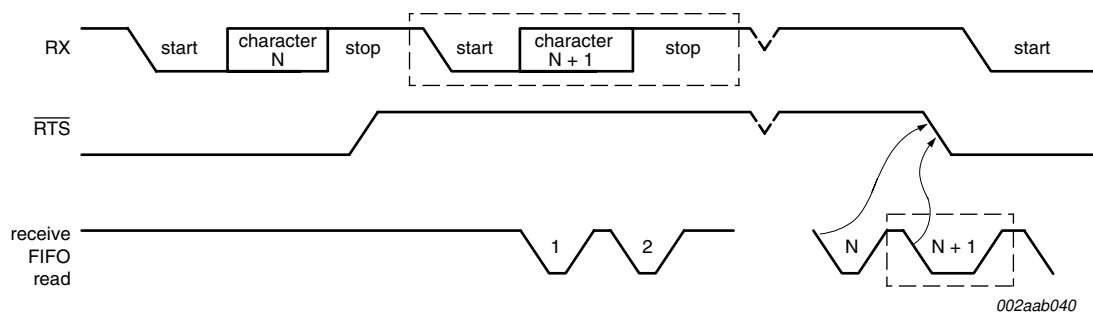 RX
start
character
N
stop
start
character
N + 1
stop
start
RTS
receive
FIFO
read
1
2
N
N + 1
002aab040